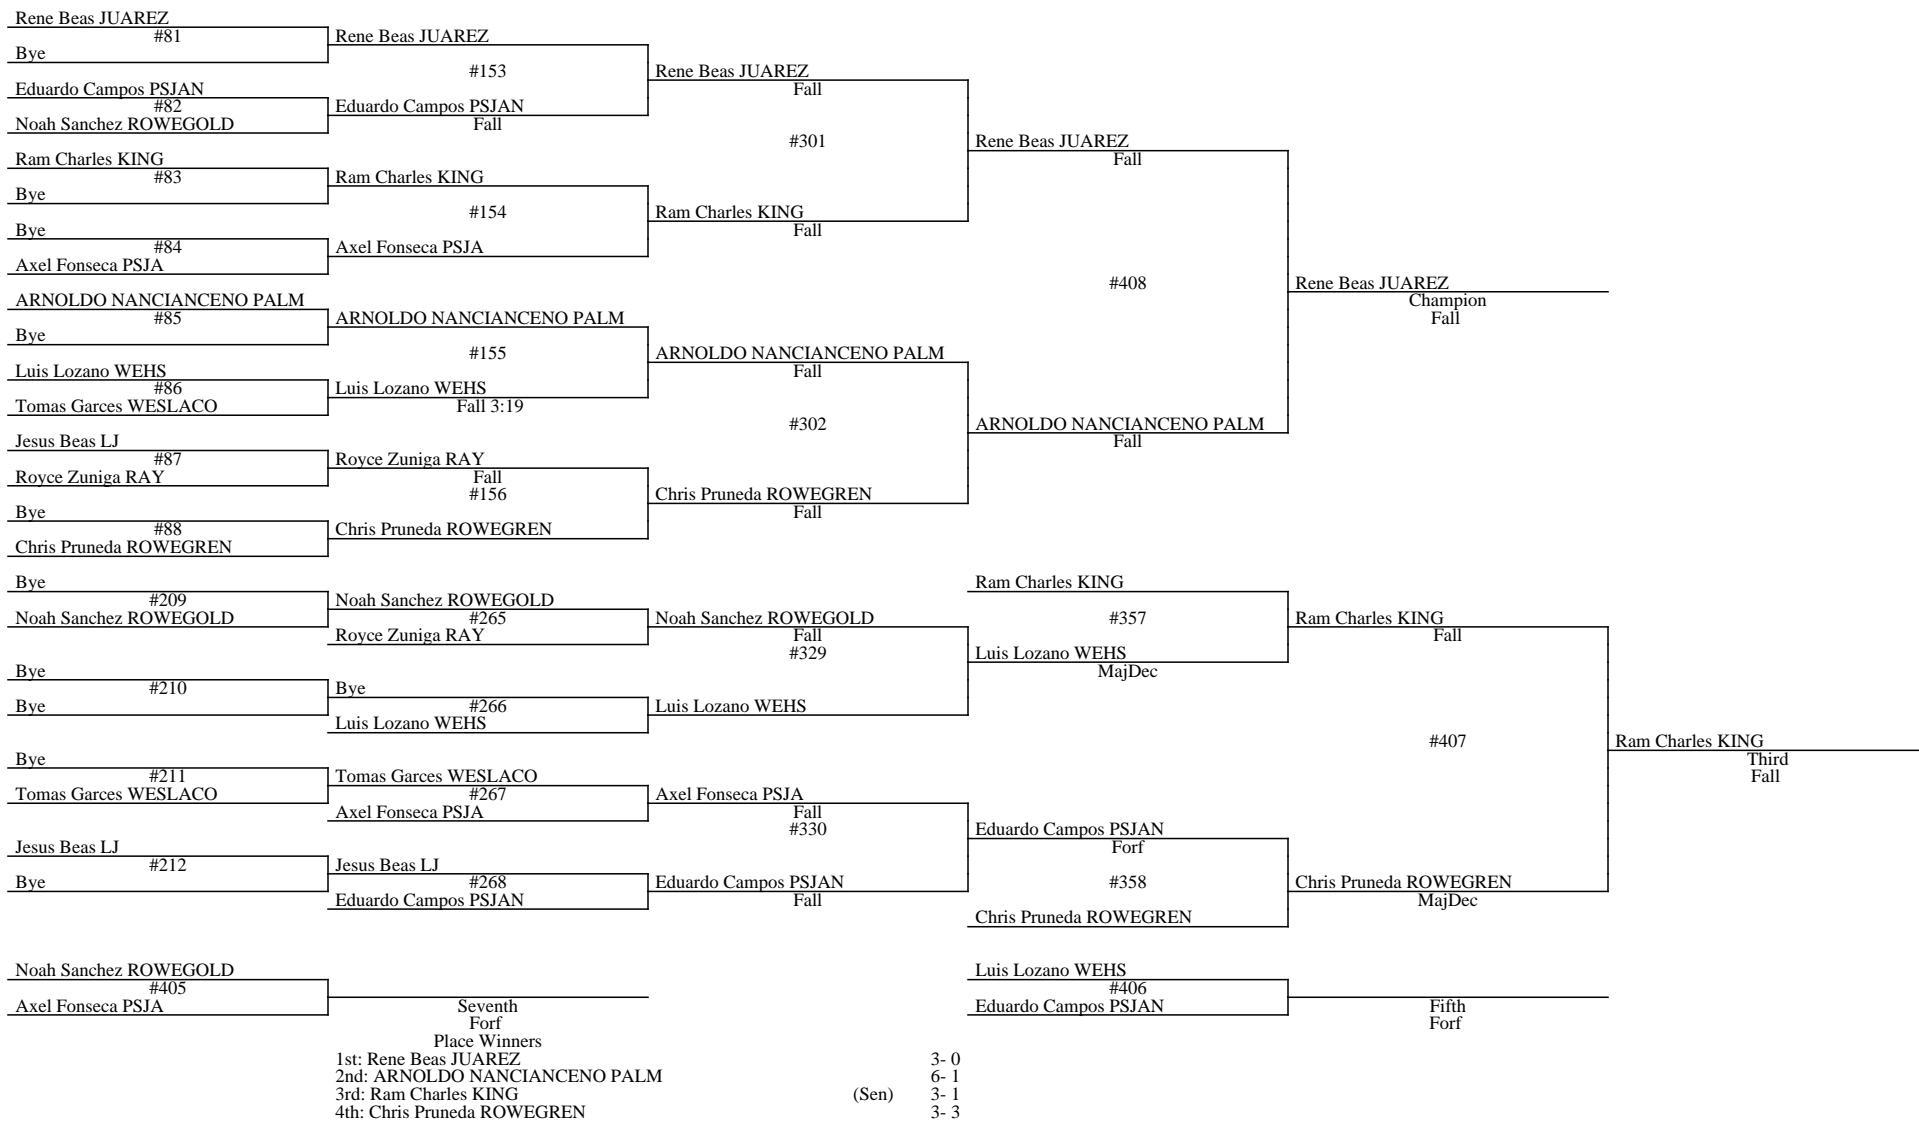 Rene Beas JUAREZ
#81
Bye
Eduardo Campos PSJAN
#82
Noah Sanchez ROWEGOLD
Ram Charles KING
#83
Bye
Bye
#84
Axel Fonseca PSJA
ARNOLDO NANCIANCENO PALM
#85
Bye
Luis Lozano WEHS
#86
Tomas Garces WESLACO
Jesus Beas LJ
#87
Royce Zuniga RAY
Bye
#88
Chris Pruneda ROWEGREN
Rene Beas JUAREZ
#153
Eduardo Campos PSJAN
Fall
Ram Charles KING
#154
Axel Fonseca PSJA
ARNOLDO NANCIANCENO PALM
#155
Luis Lozano WEHS
Fall 3:19
Royce Zuniga RAY
Fall
#156
Chris Pruneda ROWEGREN
Rene Beas JUAREZ
Fall
#301
Ram Charles KING
Fall
ARNOLDO NANCIANCENO PALM
Fall
#302
Chris Pruneda ROWEGREN
Fall
Rene Beas JUAREZ
Fall
#408
ARNOLDO NANCIANCENO PALM
Fall
Rene Beas JUAREZ
Champion
Fall
Bye
#209
Noah Sanchez ROWEGOLD
Bye
#210
Bye
Bye
#211
Tomas Garces WESLACO
Jesus Beas LJ
#212
Bye
Noah Sanchez ROWEGOLD
#265
Royce Zuniga RAY
Bye
#266
Luis Lozano WEHS
Tomas Garces WESLACO
#267
Axel Fonseca PSJA
Jesus Beas LJ
#268
Eduardo Campos PSJAN
Noah Sanchez ROWEGOLD
Fall
#329
Luis Lozano WEHS
Axel Fonseca PSJA
Fall
#330
Eduardo Campos PSJAN
Fall
Ram Charles KING
#357
Luis Lozano WEHS
MajDec
Eduardo Campos PSJAN
Forf
#358
Chris Pruneda ROWEGREN
Ram Charles KING
Fall
#407
Chris Pruneda ROWEGREN
MajDec
Ram Charles KING
Third
Fall
Noah Sanchez ROWEGOLD
#405
Axel Fonseca PSJA
Seventh
Forf
Luis Lozano WEHS
#406
Eduardo Campos PSJAN
Fifth
Forf
Place Winners
1st: Rene Beas JUAREZ 3- 0
2nd: ARNOLDO NANCIANCENO PALM 6- 1
3rd: Ram Charles KING (Sen) 3- 1
4th: Chris Pruneda ROWEGREN 3- 3